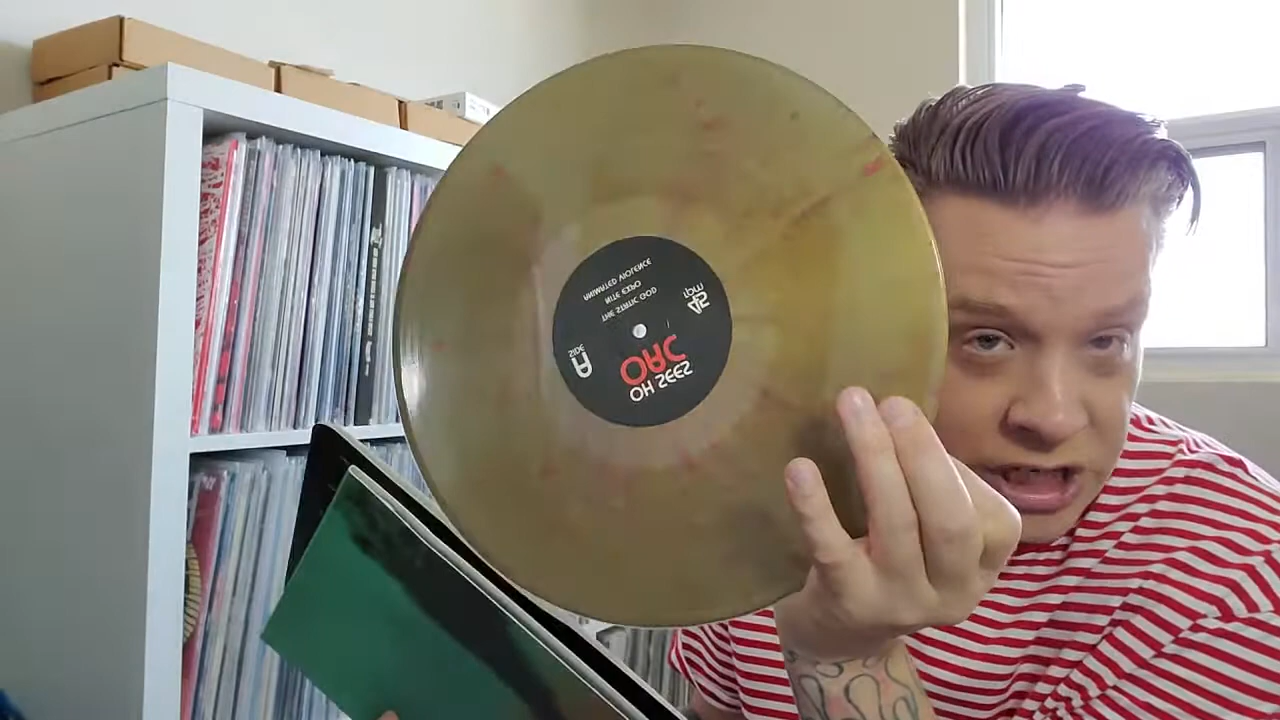 OH SEES
ORC
SIDE
A
THE STATIC GOD
NITE EXPO
ANIMATED VIOLENCE